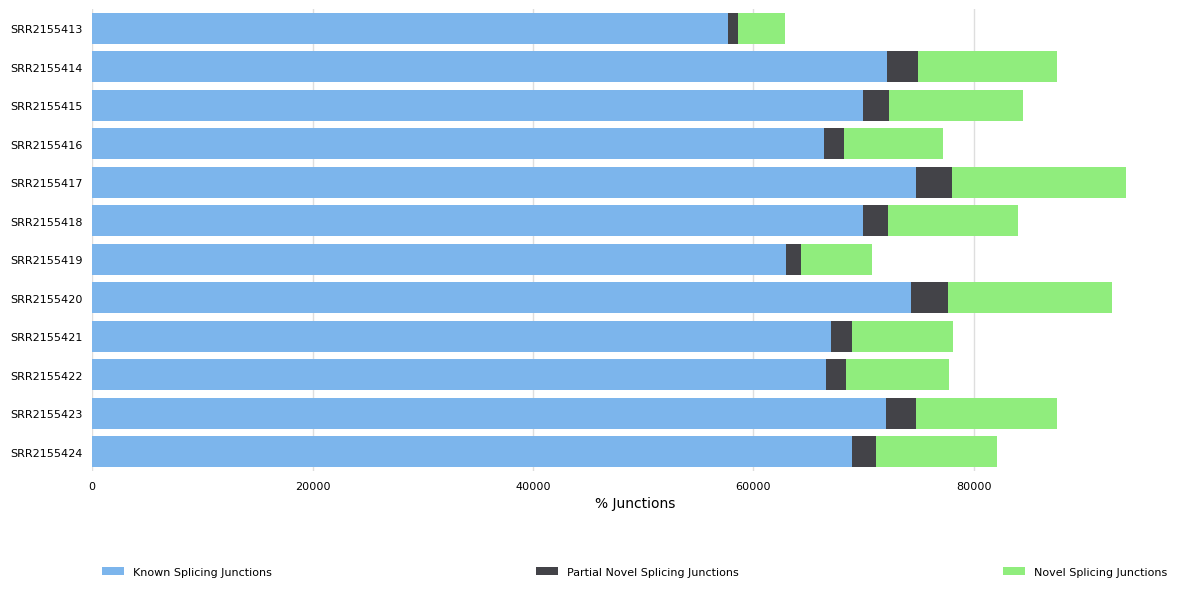 SRR2155413
SRR2155414
SRR2155415
SRR2155416
SRR2155417
SRR2155418
SRR2155419
SRR2155420
SRR2155421
SRR2155422
SRR2155423
SRR2155424
0 20000 40000 60000 80000
% Junctions
Known Splicing Junctions Partial Novel Splicing Junctions Novel Splicing Junctions